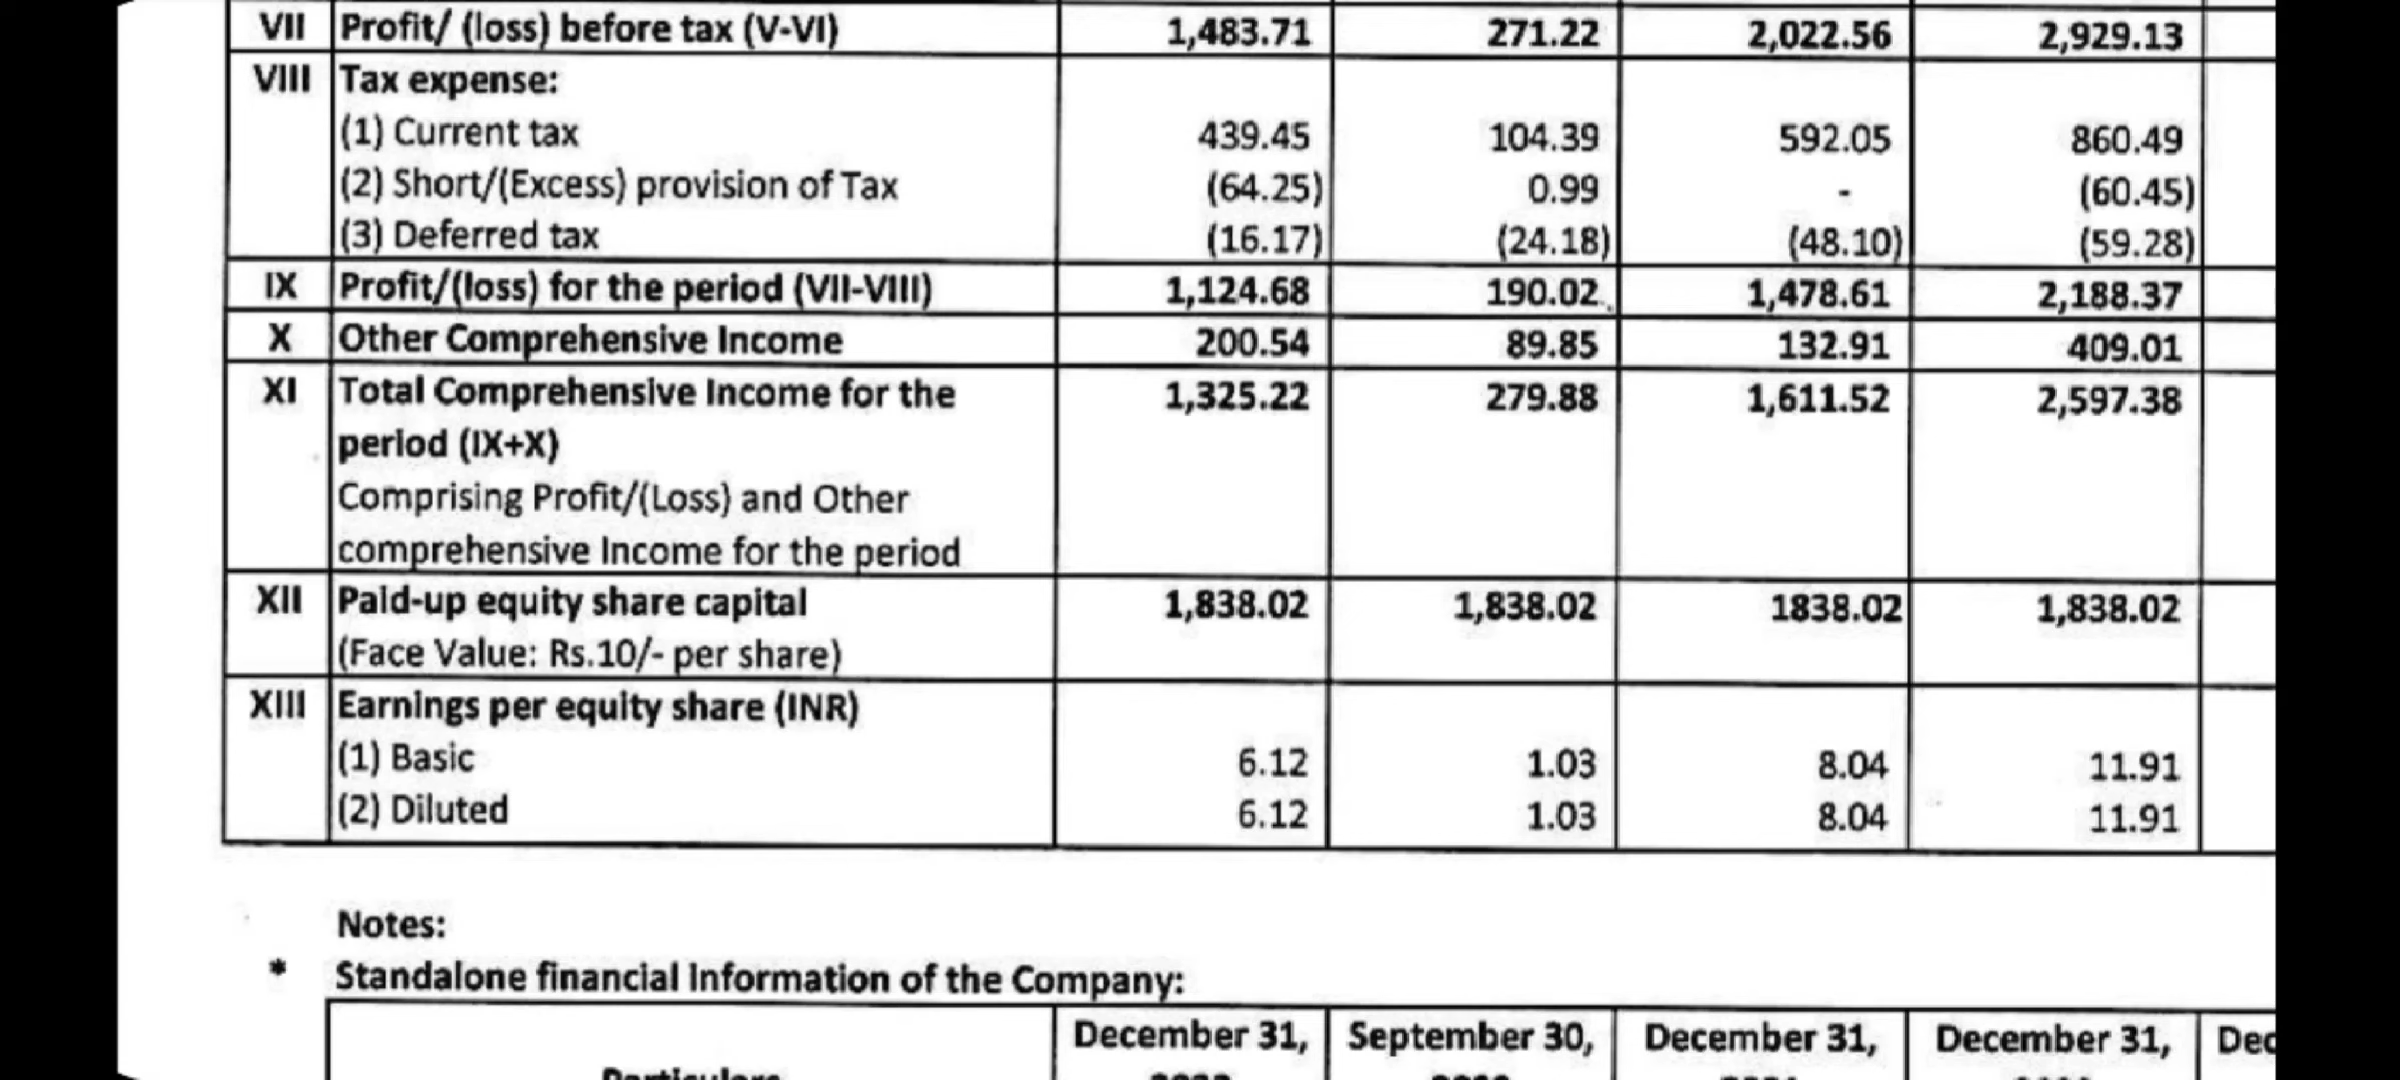 VII Profit/ (loss) before tax (V-VI) 1,483.71 271.22 2,022.56 2,929.13
VIII Tax expense:
(1) Current tax 439.45 104.39 592.05 860.49
(2) Short/(Excess) provision of Tax (64.25) 0.99 - (60.45)
(3) Deferred tax (16.17) (24.18) (48.10) (59.28)
IX Profit/(loss) for the period (VII-VIII) 1,124.68 190.02 1,478.61 2,188.37
X Other Comprehensive Income 200.54 89.85 132.91 409.01
XI Total Comprehensive Income for the 1,325.22 279.88 1,611.52 2,597.38
period (IX+X)
Comprising Profit/(Loss) and Other
comprehensive Income for the period
XII Paid-up equity share capital 1,838.02 1,838.02 1838.02 1,838.02
(Face Value: Rs.10/- per share)
XIII Earnings per equity share (INR)
(1) Basic 6.12 1.03 8.04 11.91
(2) Diluted 6.12 1.03 8.04 11.91
Notes:
* Standalone financial Information of the Company:
December 31, September 30, December 31, December 31, Dec
Particulars